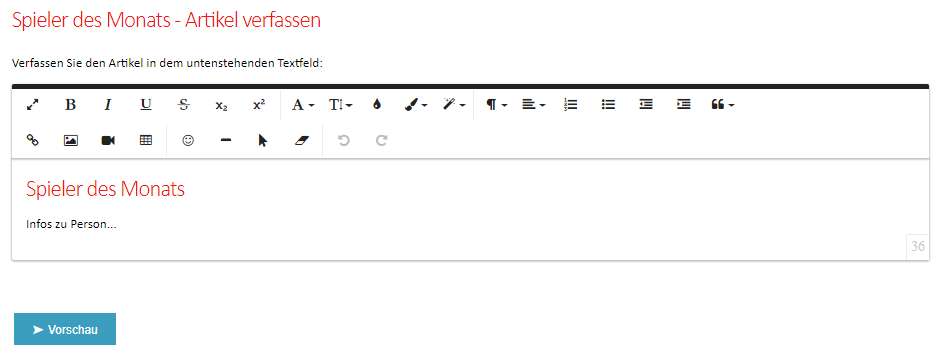 Spieler des Monats - Artikel verfassen
Verfassen Sie den Artikel in dem untenstehenden Textfeld:
B I U S x₂ x² A T!
Spieler des Monats
Infos zu Person...
36
Vorschau